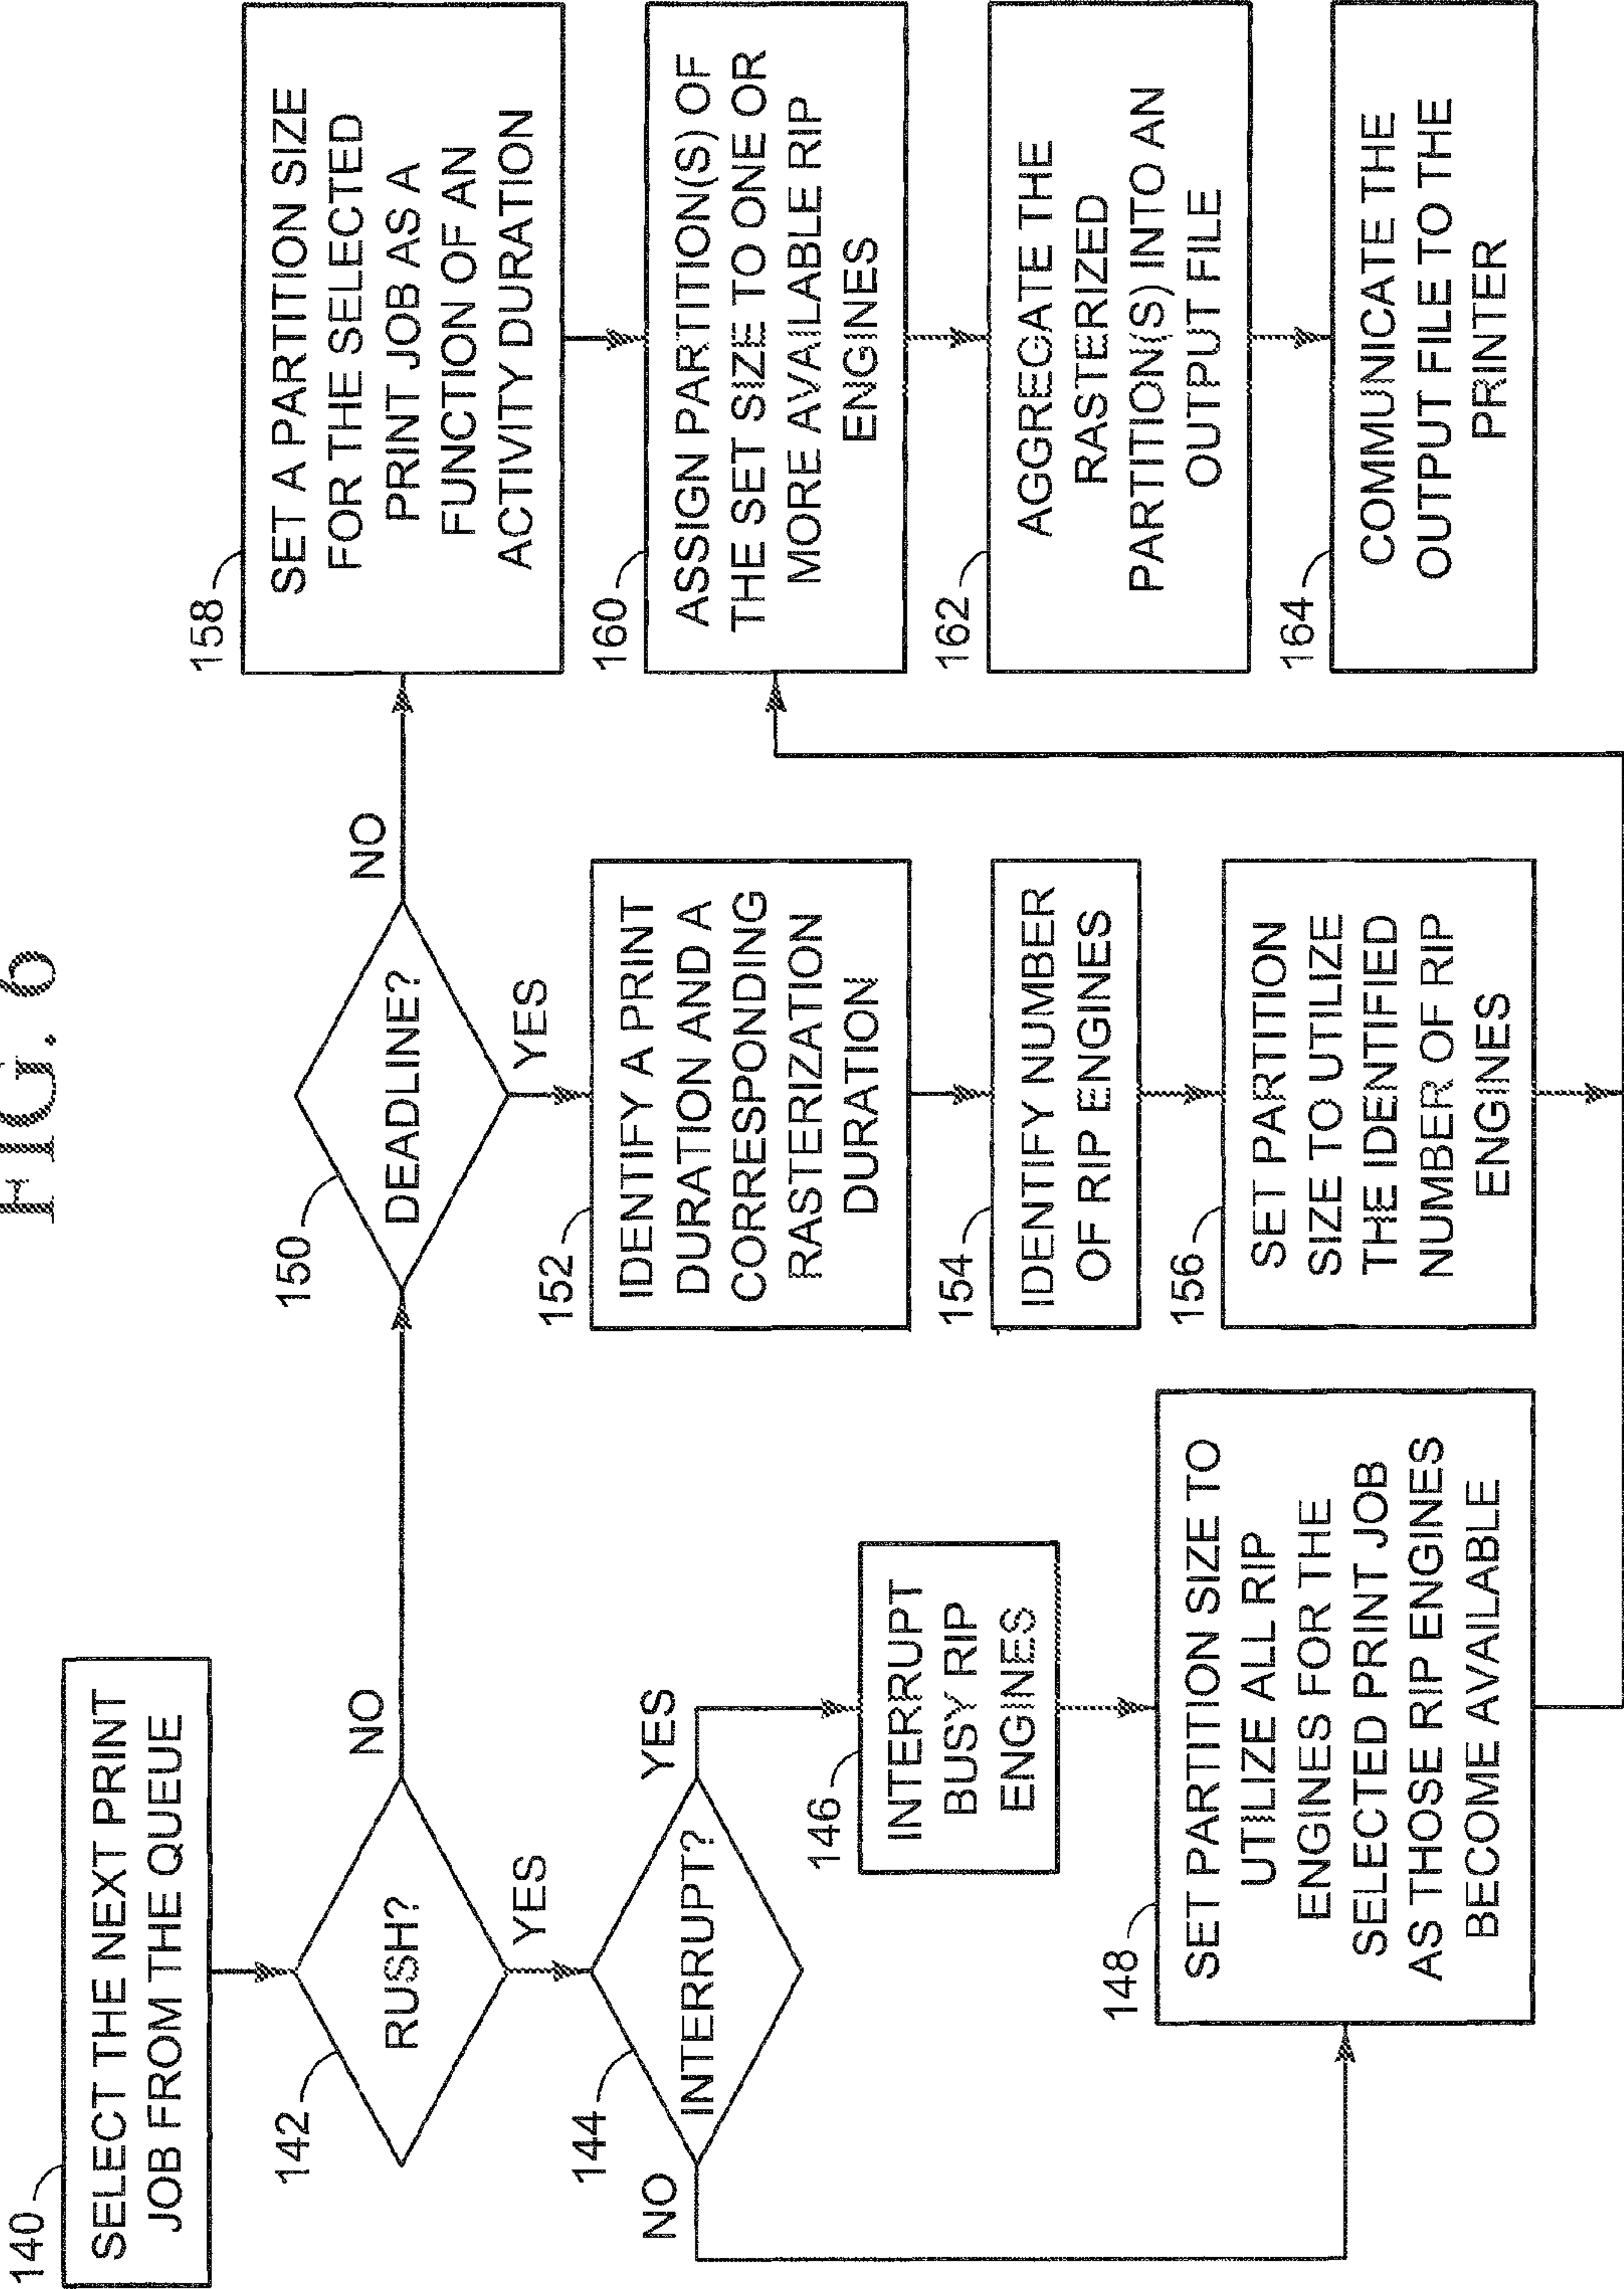 FIG. 6
140
SELECT THE NEXT PRINT
JOB FROM THE QUEUE
142
RUSH?
NO
YES
144
INTERRUPT?
NO
YES
146
INTERRUPT
BUSY RIP
ENGINES
148
SET PARTITION SIZE TO
UTILIZE ALL RIP
ENGINES FOR THE
SELECTED PRINT JOB
AS THOSE RIP ENGINES
BECOME AVAILABLE
150
DEADLINE?
NO
YES
152
IDENTIFY A PRINT
DURATION AND A
CORRESPONDING
RASTERIZATION
DURATION
154
IDENTIFY NUMBER
OF RIP ENGINES
156
SET PARTITION
SIZE TO UTILIZE
THE IDENTIFIED
NUMBER OF RIP
ENGINES
158
SET A PARTITION SIZE
FOR THE SELECTED
PRINT JOB AS A
FUNCTION OF AN
ACTIVITY DURATION
160
ASSIGN PARTITION(S) OF
THE SET SIZE TO ONE OR
MORE AVAILABLE RIP
ENGINES
162
AGGREGATE THE
RASTERIZED
PARTITION(S) INTO AN
OUTPUT FILE
164
COMMUNICATE THE
OUTPUT FILE TO THE
PRINTER